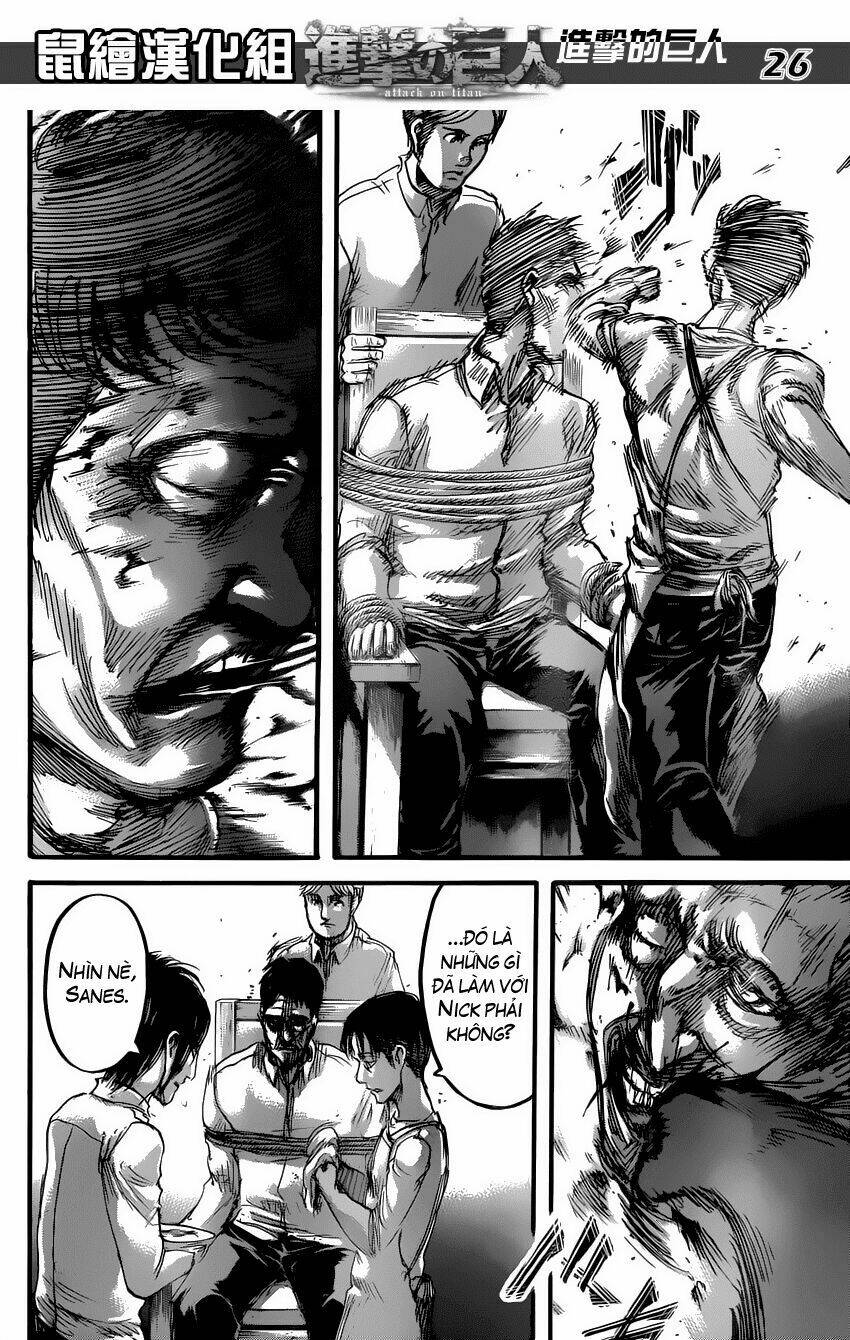 鼠繪漢化組
進撃の巨人
attack on titan
進擊的巨人
26
...ĐÓ LÀ
NHỮNG GÌ
ĐÃ LÀM VỚI
NICK PHẢI
KHÔNG?
NHÌN NÈ,
SANES.